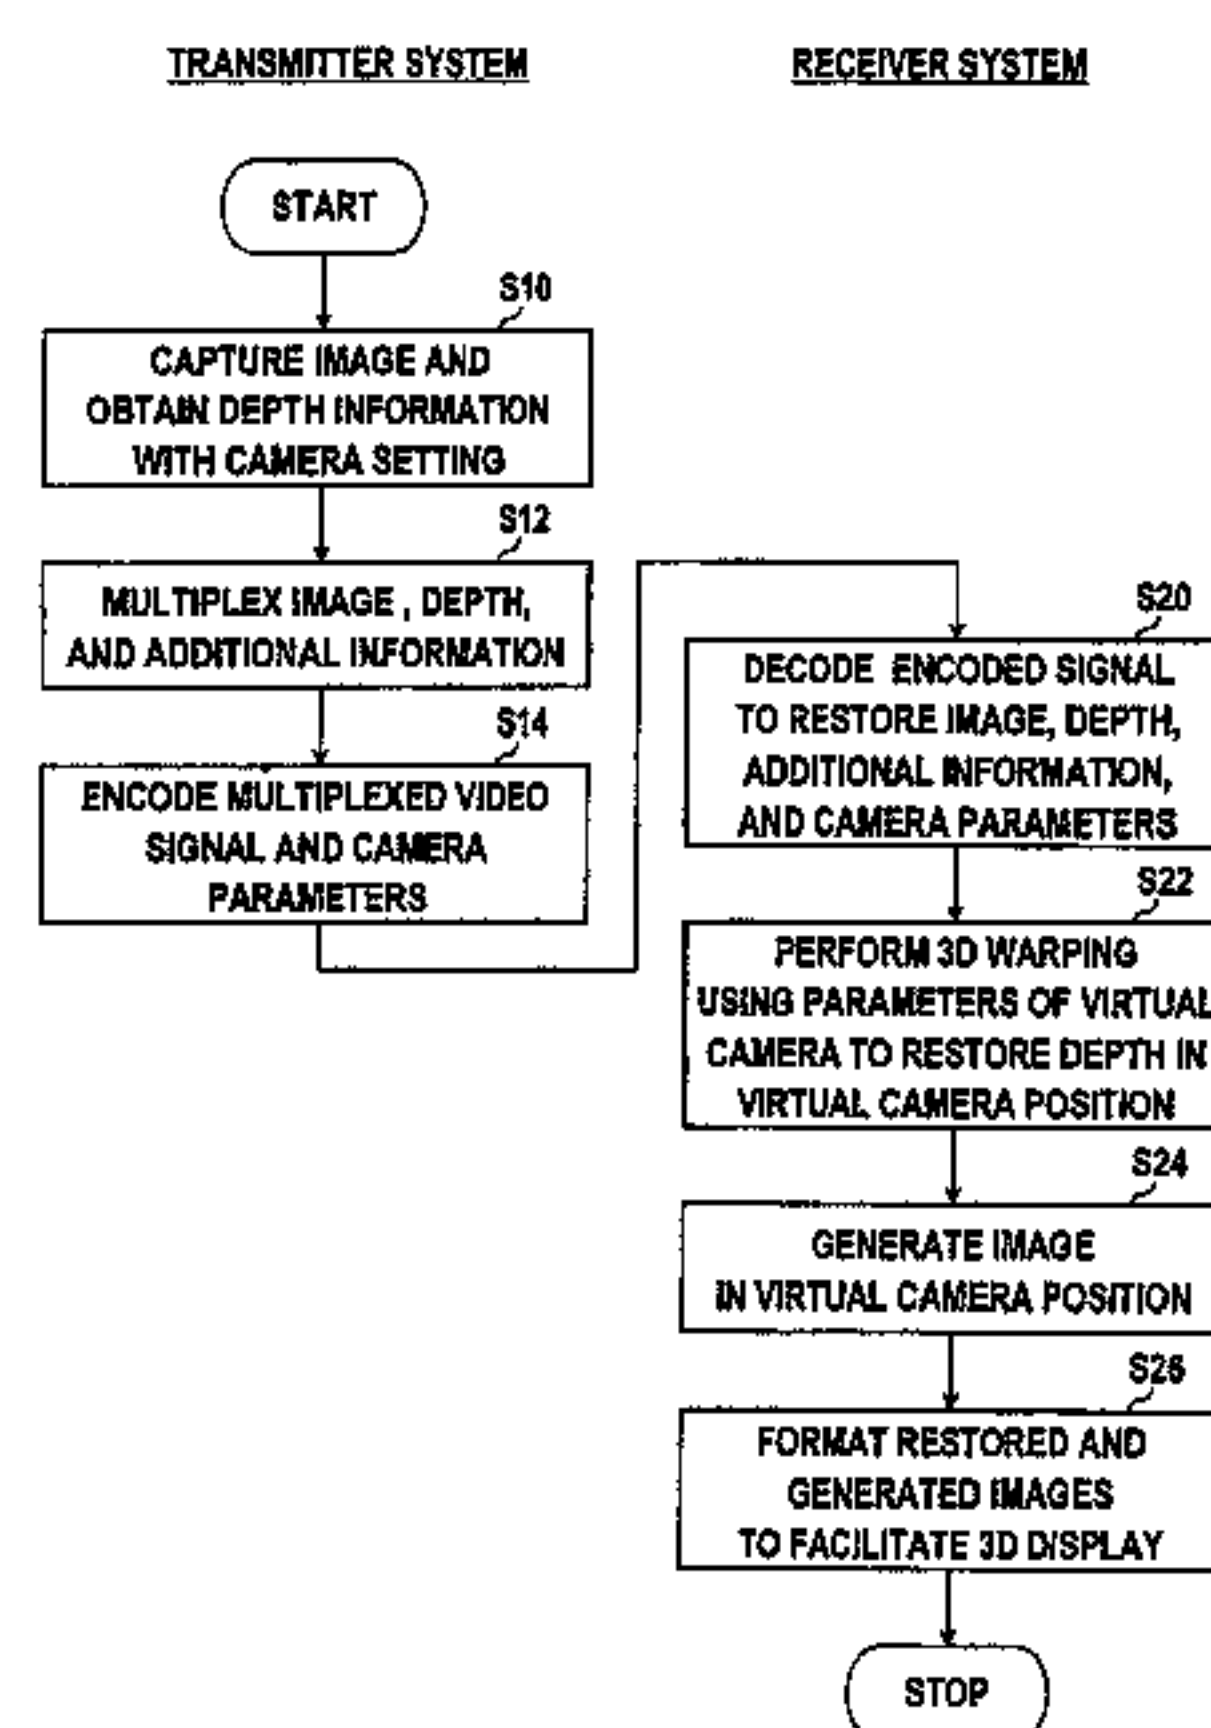 TRANSMITTER SYSTEM
START
S10
CAPTURE IMAGE AND
OBTAIN DEPTH INFORMATION
WITH CAMERA SETTING
S12
MULTIPLEX IMAGE , DEPTH,
AND ADDITIONAL INFORMATION
S14
ENCODE MULTIPLEXED VIDEO
SIGNAL AND CAMERA
PARAMETERS
RECEIVER SYSTEM
S20
DECODE ENCODED SIGNAL
TO RESTORE IMAGE, DEPTH,
ADDITIONAL INFORMATION,
AND CAMERA PARAMETERS
S22
PERFORM 3D WARPING
USING PARAMETERS OF VIRTUAL
CAMERA TO RESTORE DEPTH IN
VIRTUAL CAMERA POSITION
S24
GENERATE IMAGE
IN VIRTUAL CAMERA POSITION
S26
FORMAT RESTORED AND
GENERATED IMAGES
TO FACILITATE 3D DISPLAY
STOP